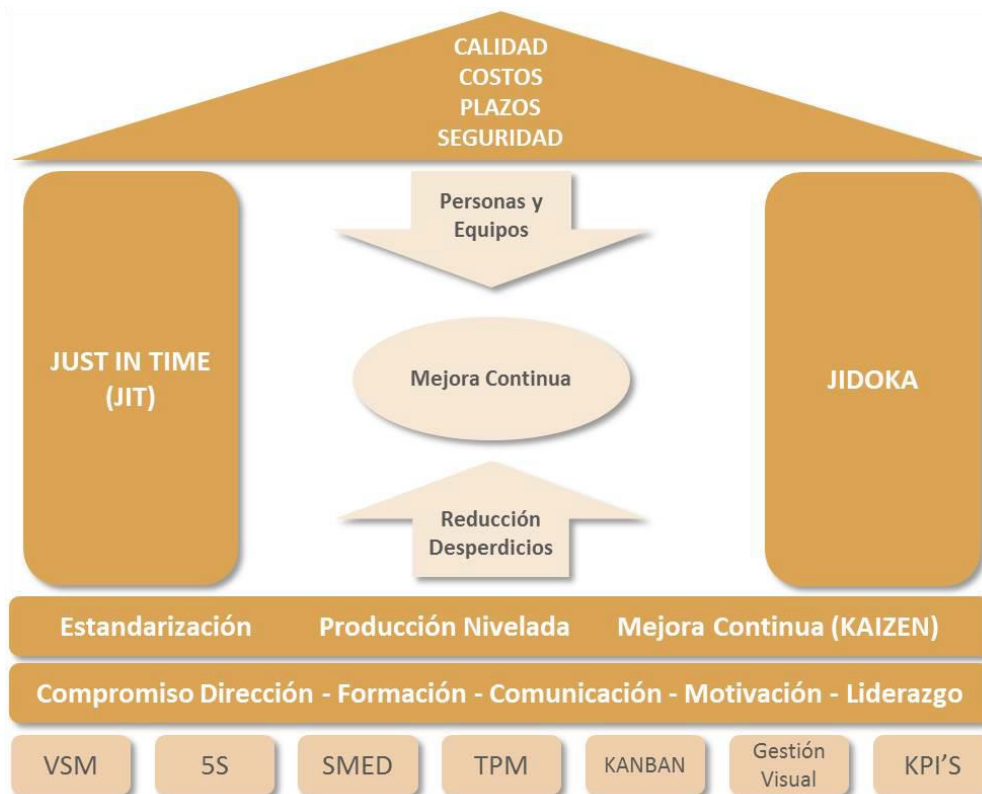 CALIDAD
COSTOS
PLAZOS
SEGURIDAD
Personas y
Equipos
JUST IN TIME
(JIT)
Mejora Continua
JIDOKA
Reducción
Desperdicios
Estandarización Producción Nivelada Mejora Continua (KAIZEN)
Compromiso Dirección - Formación - Comunicación - Motivación - Liderazgo
VSM
5S
SMED
TPM
KANBAN
Gestión
Visual
KPI'S